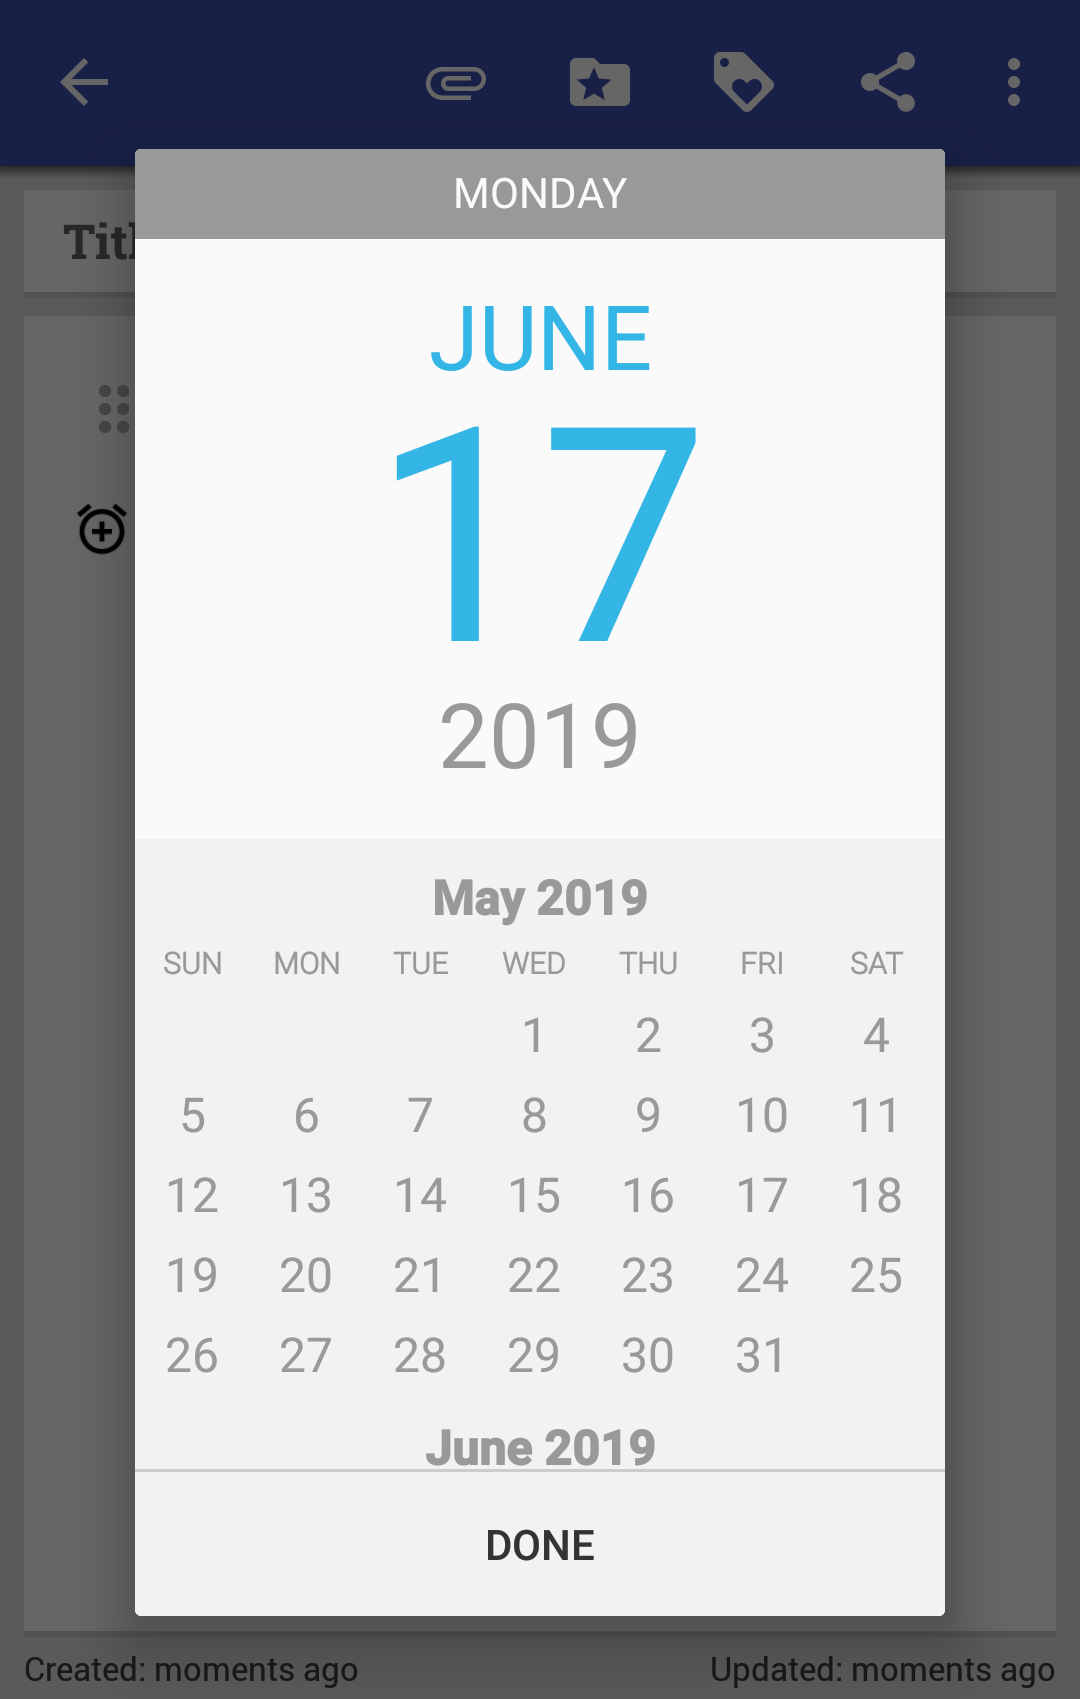 MONDAY
Titl
JUNE
17
2019
May 2019
SUN MON TUE WED THU FRI SAT
1 2 3 4
5 6 7 8 9 10 11
12 13 14 15 16 17 18
19 20 21 22 23 24 25
26 27 28 29 30 31
June 2019
DONE
Created: moments ago Updated: moments ago